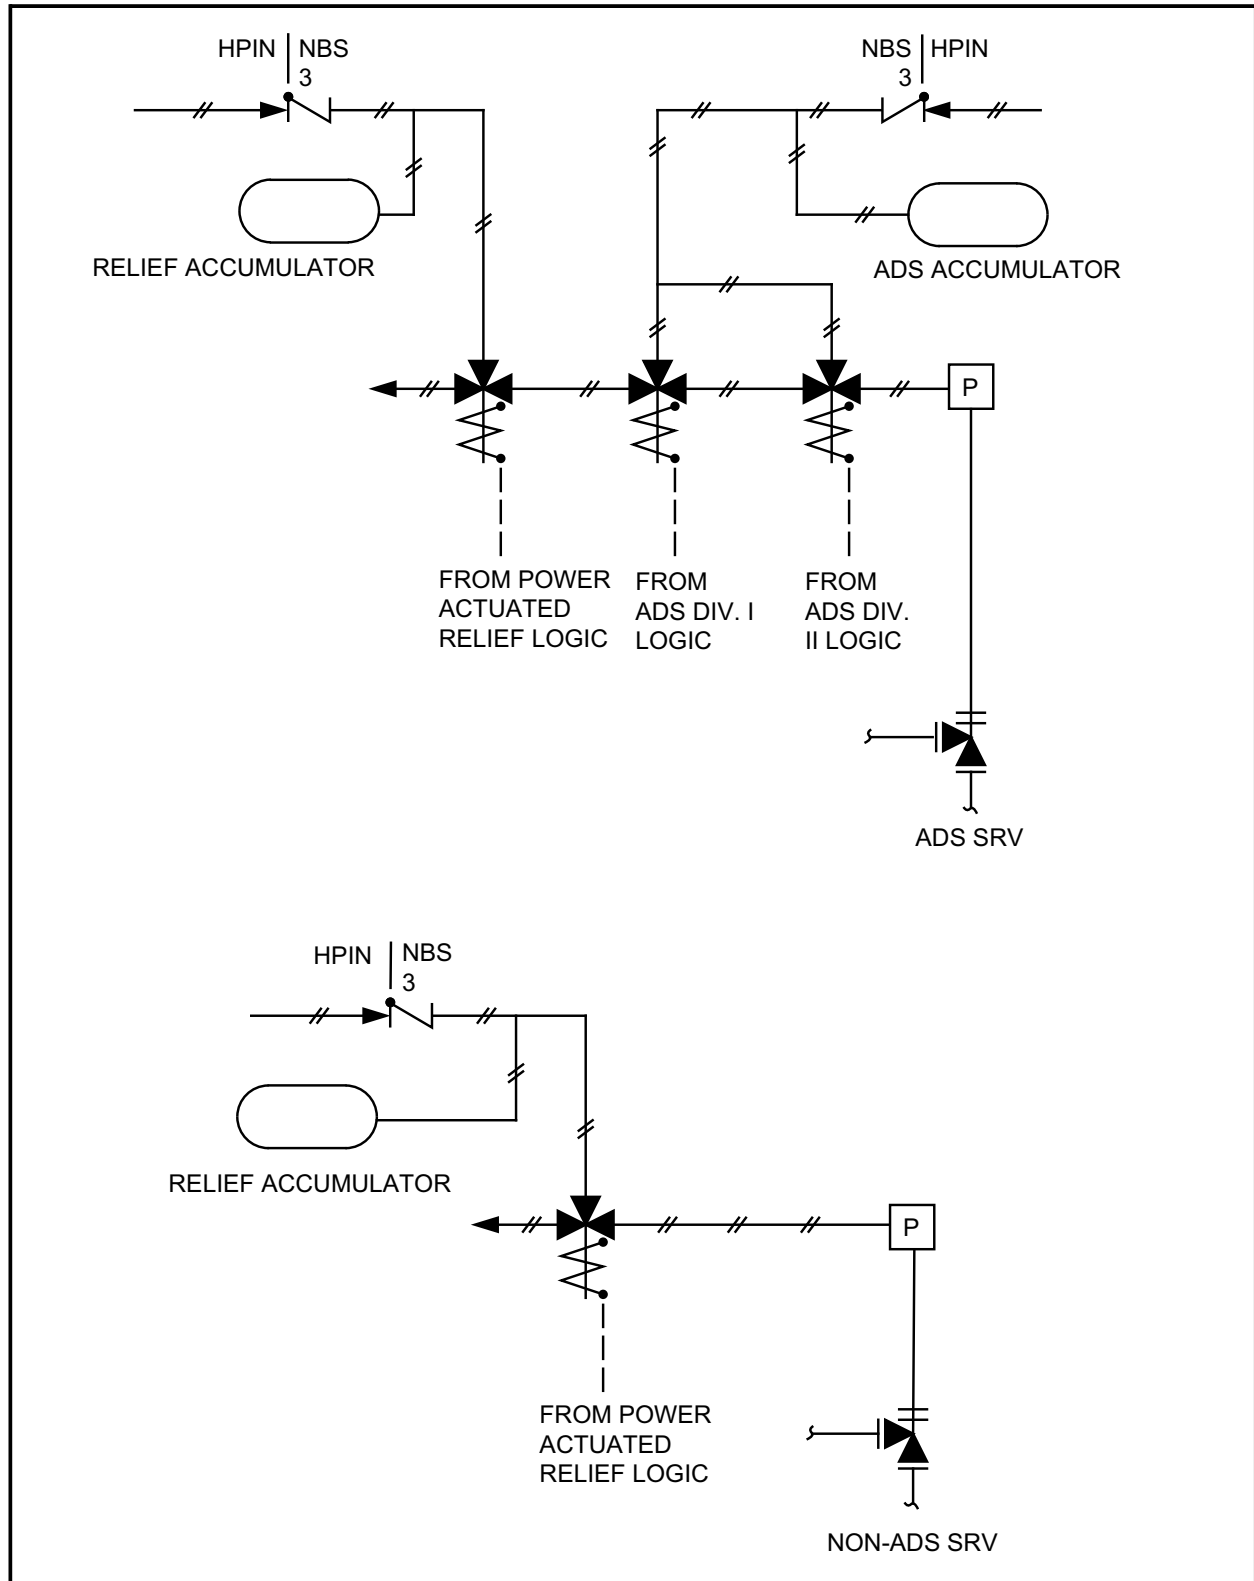 HPIN NBS
3
NBS HPIN
3
RELIEF ACCUMULATOR
ADS ACCUMULATOR
P
FROM POWER
ACTUATED
RELIEF LOGIC
FROM
ADS DIV. I
LOGIC
FROM
ADS DIV.
II LOGIC
ADS SRV
HPIN NBS
3
RELIEF ACCUMULATOR
P
FROM POWER
ACTUATED
RELIEF LOGIC
NON-ADS SRV